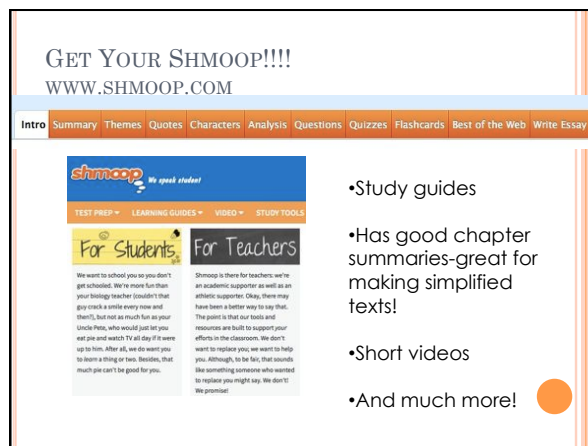 GET YOUR SHMOOP!!!!
WWW.SHMOOP.COM
Intro Summary Themes Quotes Characters Analysis Questions Quizzes Flashcards Best of the Web Write Essay
shmoop We speak student
TEST PREP LEARNING GUIDES VIDEO STUDY TOOLS
For Students
We want to school you so you don't
get schooled. We're more fun than
your biology teacher (couldn't that
guy crack a smile every now and
then?), but not as much fun as your
Uncle Pete, who would just let you
eat pie and watch TV all day if it were
up to him. After all, we do want you
to learn a thing or two. Besides, that
much pie can't be good for you.
For Teachers
Shmoop is there for teachers: we're
an academic supporter as well as an
athletic supporter. Okay, there may
have been a better way to say that.
The point is that our tools and
resources are built to support your
efforts in the classroom. We don't
want to replace you; we want to help
you. Although, to be fair, that sounds
like something someone who wanted
to replace you might say. We don't!
We promise!
•Study guides
•Has good chapter
summaries-great for
making simplified
texts!
•Short videos
•And much more!